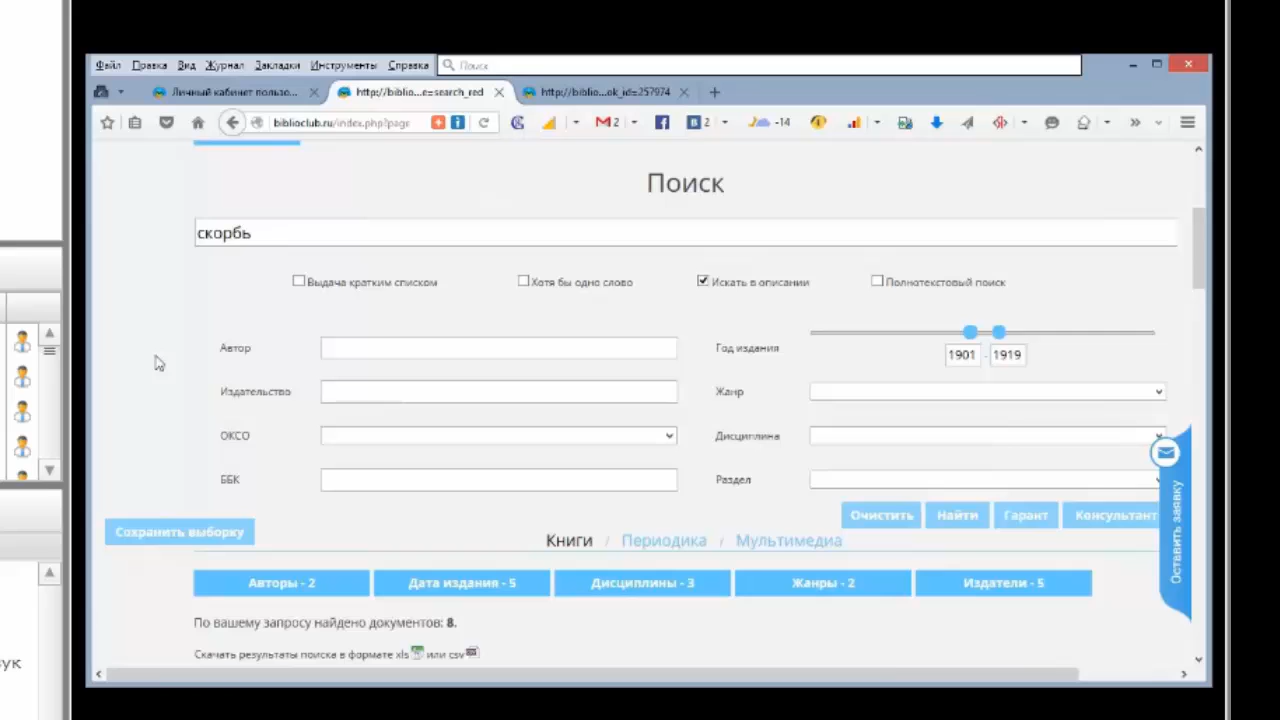 Файл Правка Вид Журнал Закладки Инструменты Справка Поиск
Личный кабинет пользо... http://biblio...e=search_red http://biblio...ok_id=257974
biblioclub.ru/index.php?page 2 2 -14
Поиск
скорбь
Выдача кратким списком Хотя бы одно слово Искать в описании Полнотекстовый поиск
Автор Год издания
1901 - 1919
Издательство Жанр
ОКСО Дисциплина
ББК Раздел
Очистить Найти Гарант Консультант
Сохранить выборку
Книги / Периодика / Мультимедиа
Авторы - 2 Дата издания - 5 Дисциплины - 3 Жанры - 2 Издатели - 5
По вашему запросу найдено документов: 8.
Скачать результаты поиска в формате xls или csv
Оставить заявку
ук